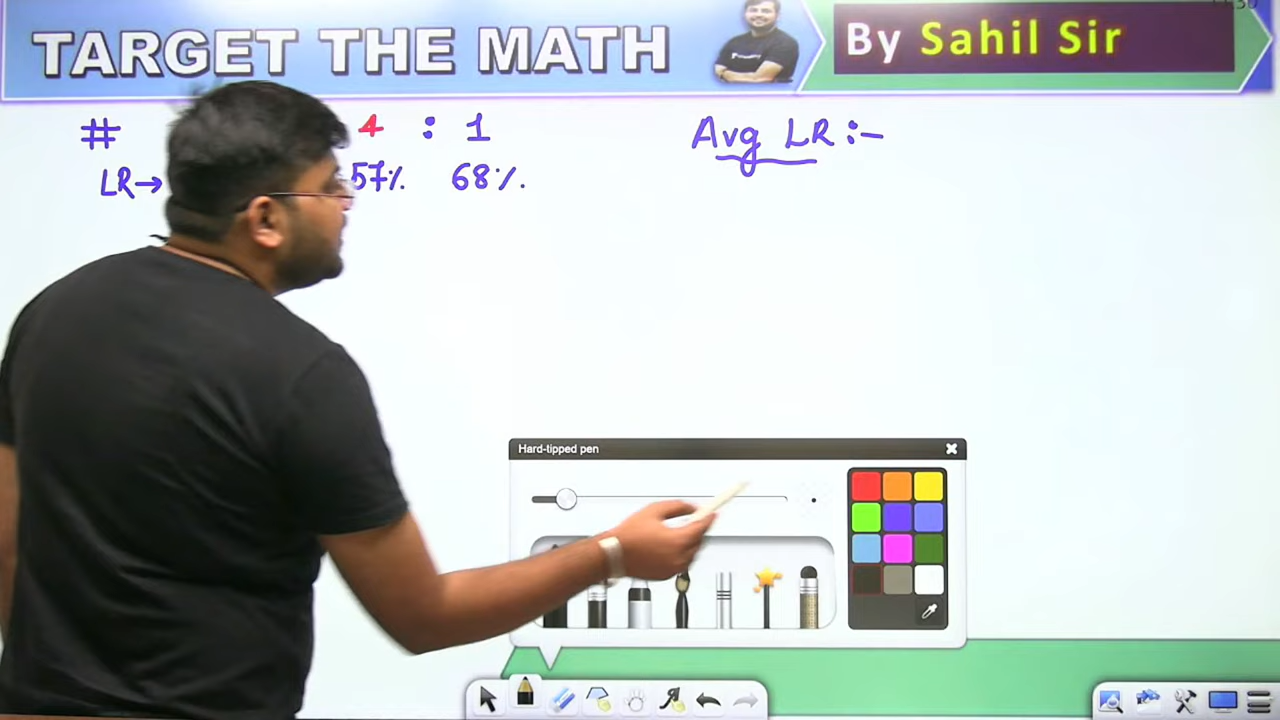 TARGET THE MATH
By Sahil Sir
# 4 : 1
LR→ 57% 68%.
Avg LR :-
Hard-tipped pen